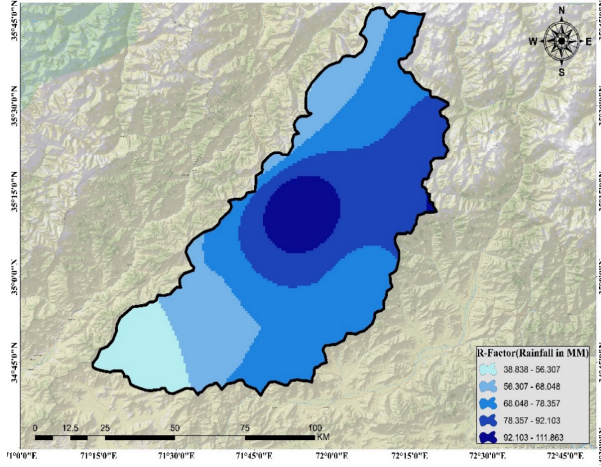 N
W E
S
35°45'0"N
35°30'0"N
35°15'0"N
35°0'0"N
34°45'0"N
R-Factor(Rainfall in MM)
38.838 - 56.307
56.307 - 68.048
68.048 - 78.357
78.357 - 92.103
92.103 - 111.863
0 12.5 25 50 75 100
KM
71°15'0"E 71°30'0"E 71°45'0"E 72°0'0"E 72°15'0"E 72°30'0"E 72°45'0"E